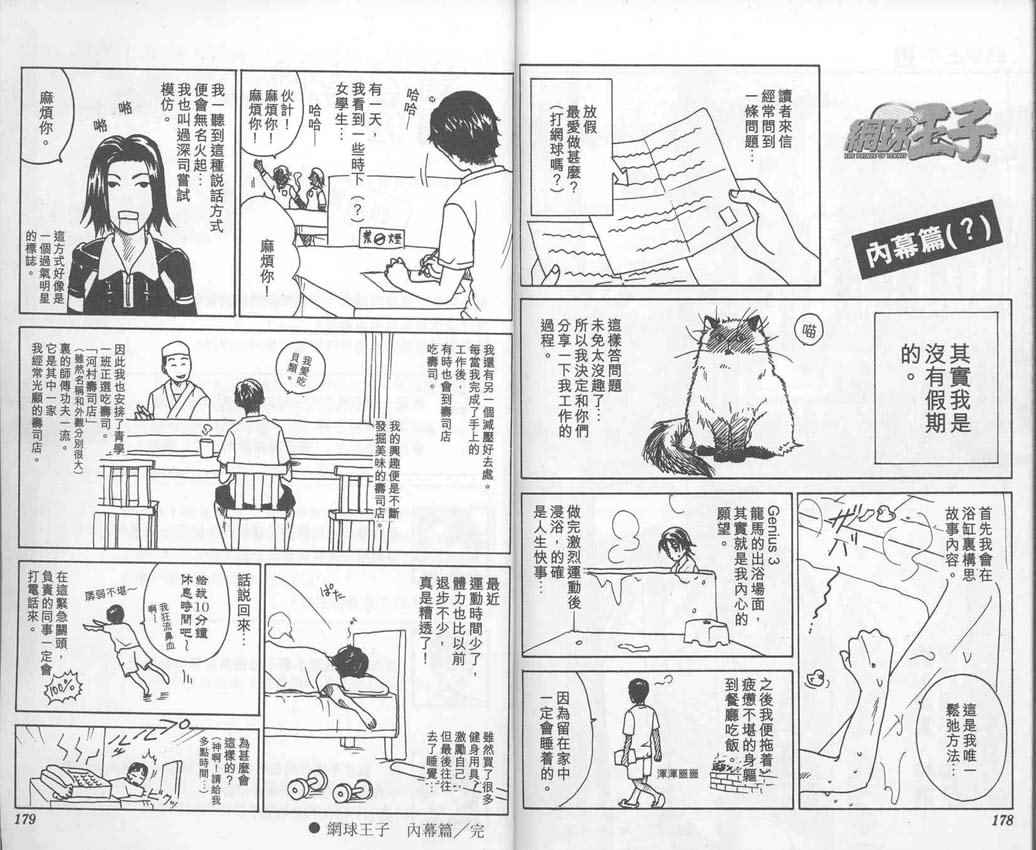 網球王子
THE PRINCE OF TENNIS
內幕篇(？)
讀者來信
經常問到
一條問題…
放假
最愛做甚麼？
(打網球嗎？)
其實我是
沒有假期
的。
喵
這樣答問題
未免太沒趣了…
所以我決定和你們
分享一下我工作的
過程。
首先我會在
浴缸裏構思
故事內容。
這是我唯一
鬆弛方法…
Genius 3
龍馬的出浴場面，
其實就是我內心的
願望。
做完激烈運動後
浸浴，的確
是人生快事…
之後我便拖着
疲憊不堪的身軀
到餐廳吃飯。
渾渾噩噩
因為留在家中
一定會睡着的。
178
有一天，
我看到一些時下(？)
女學生…
哈哈
哈哈
伙計！
麻煩你！
麻煩你！
禁煙
麻煩你！
我一聽到這種說話方式
便會無名火起…
我也叫過深司嘗試
模仿。
咯
咯
麻煩你。
這方式好像是
一個過氣明星
的標誌。
我還有另一個減壓好去處。
每當我完成了手上的
工作後，
有時也會到壽司店
吃壽司。
我的興趣便是不斷
發掘美味的壽司店。
我愛吃
貝類。
因此我也安排了青學
一班正選吃壽司。
「河村壽司店」
(雖然名稱和外觀分別很大)
裏的師傅功夫一流。
它是其中一家
我經常光顧的壽司店。
最近
運動時間少了，
體力也比以前
退步不少，
真是糟透了！
ぱた
雖然買了很多
健身用具，
激勵自己…
但最後往往
去了睡覺…
話說回來…
給我10分鐘
休息時間吧～
我狂流鼻血
啊！
孱弱不堪～
在這緊急關頭，
負責的同事一定會
打電話來。
100%
為甚麼會
這樣的？
(神啊！請給我
多點時間…)
プルルル
ビクッ
179
●網球王子　內幕篇／完